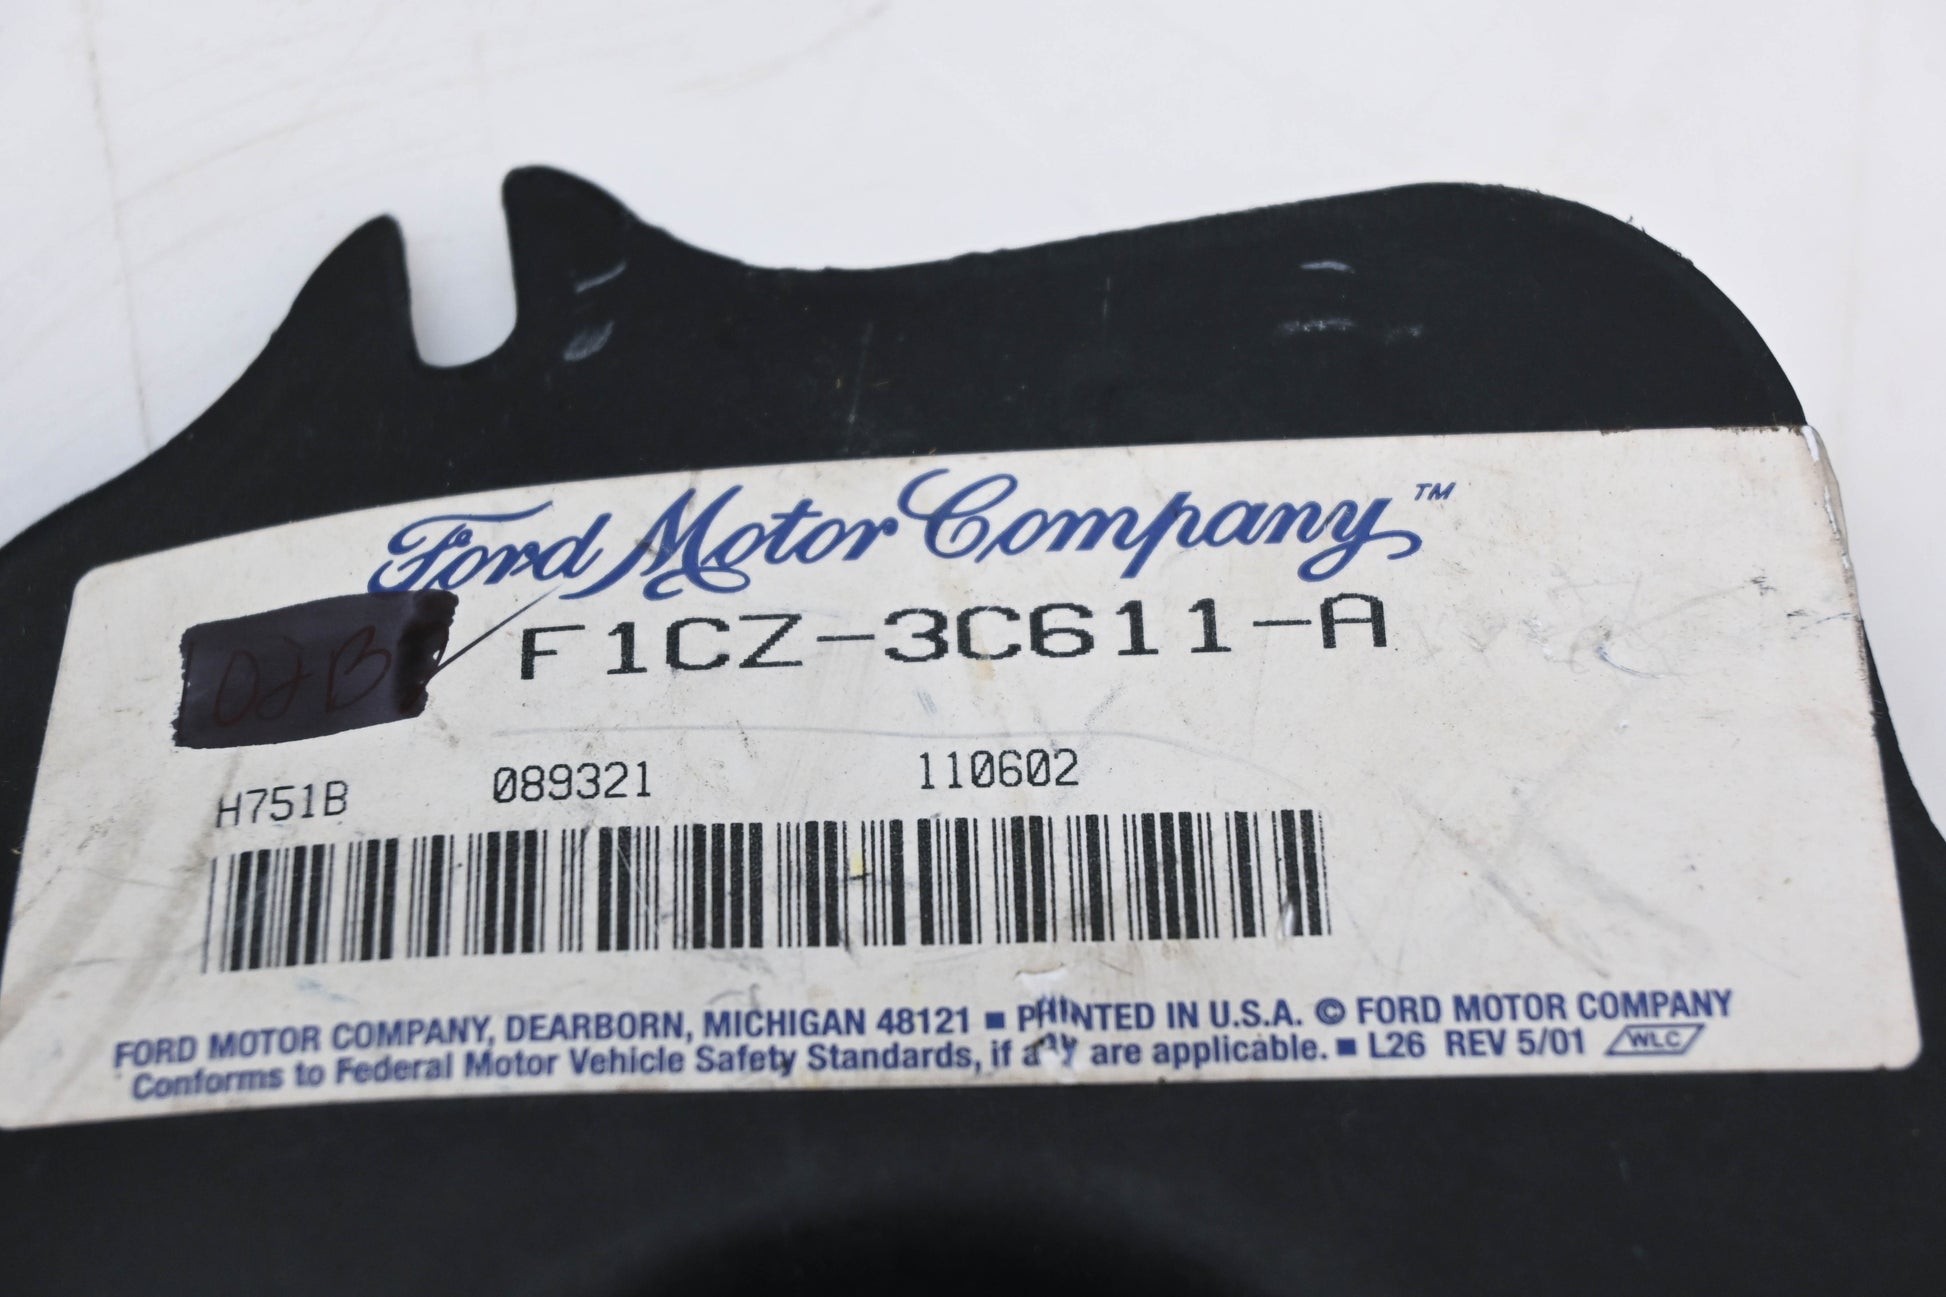 Ford Motor Company™
F1CZ-3C611-A
H751B 089321 110602
FORD MOTOR COMPANY, DEARBORN, MICHIGAN 48121 ■ PRINTED IN U.S.A. © FORD MOTOR COMPANY
Conforms to Federal Motor Vehicle Safety Standards, if any are applicable. ■ L26 REV 5/01 WLC